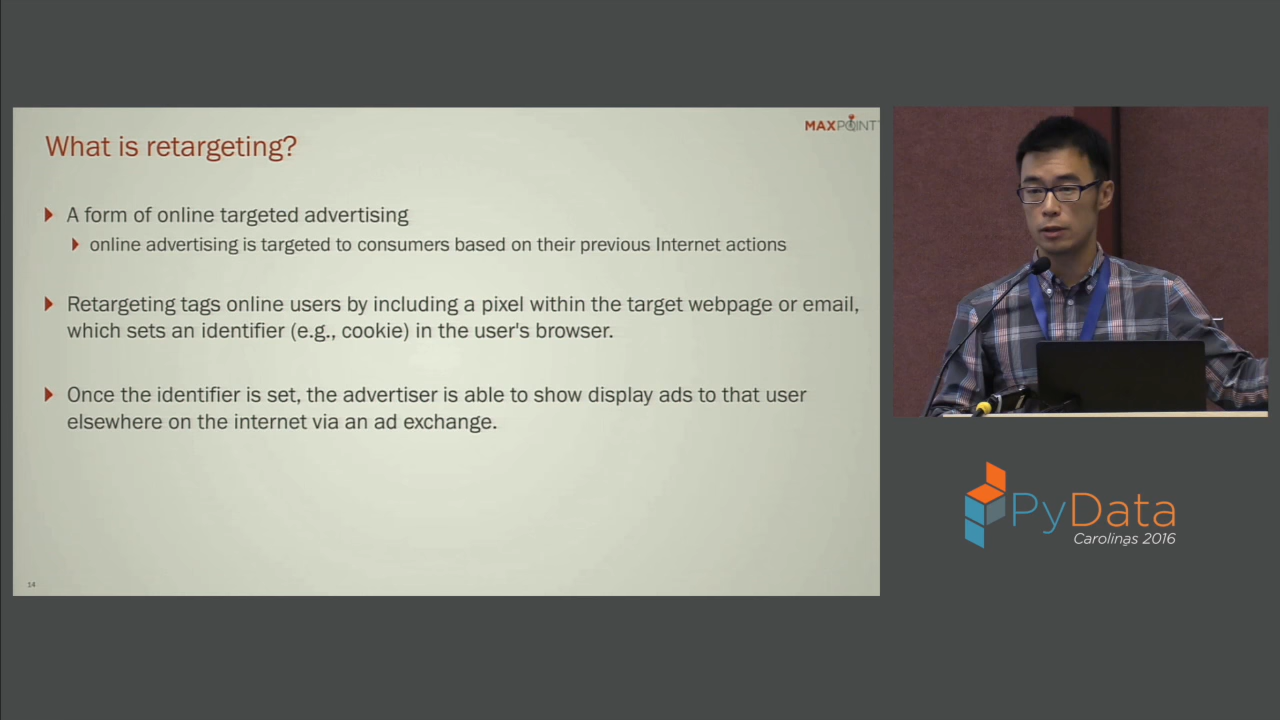 MAXPOINT
What is retargeting?
A form of online targeted advertising
online advertising is targeted to consumers based on their previous Internet actions
Retargeting tags online users by including a pixel within the target webpage or email,
which sets an identifier (e.g., cookie) in the user's browser.
Once the identifier is set, the advertiser is able to show display ads to that user
elsewhere on the internet via an ad exchange.
14
PyData
Carolinas 2016